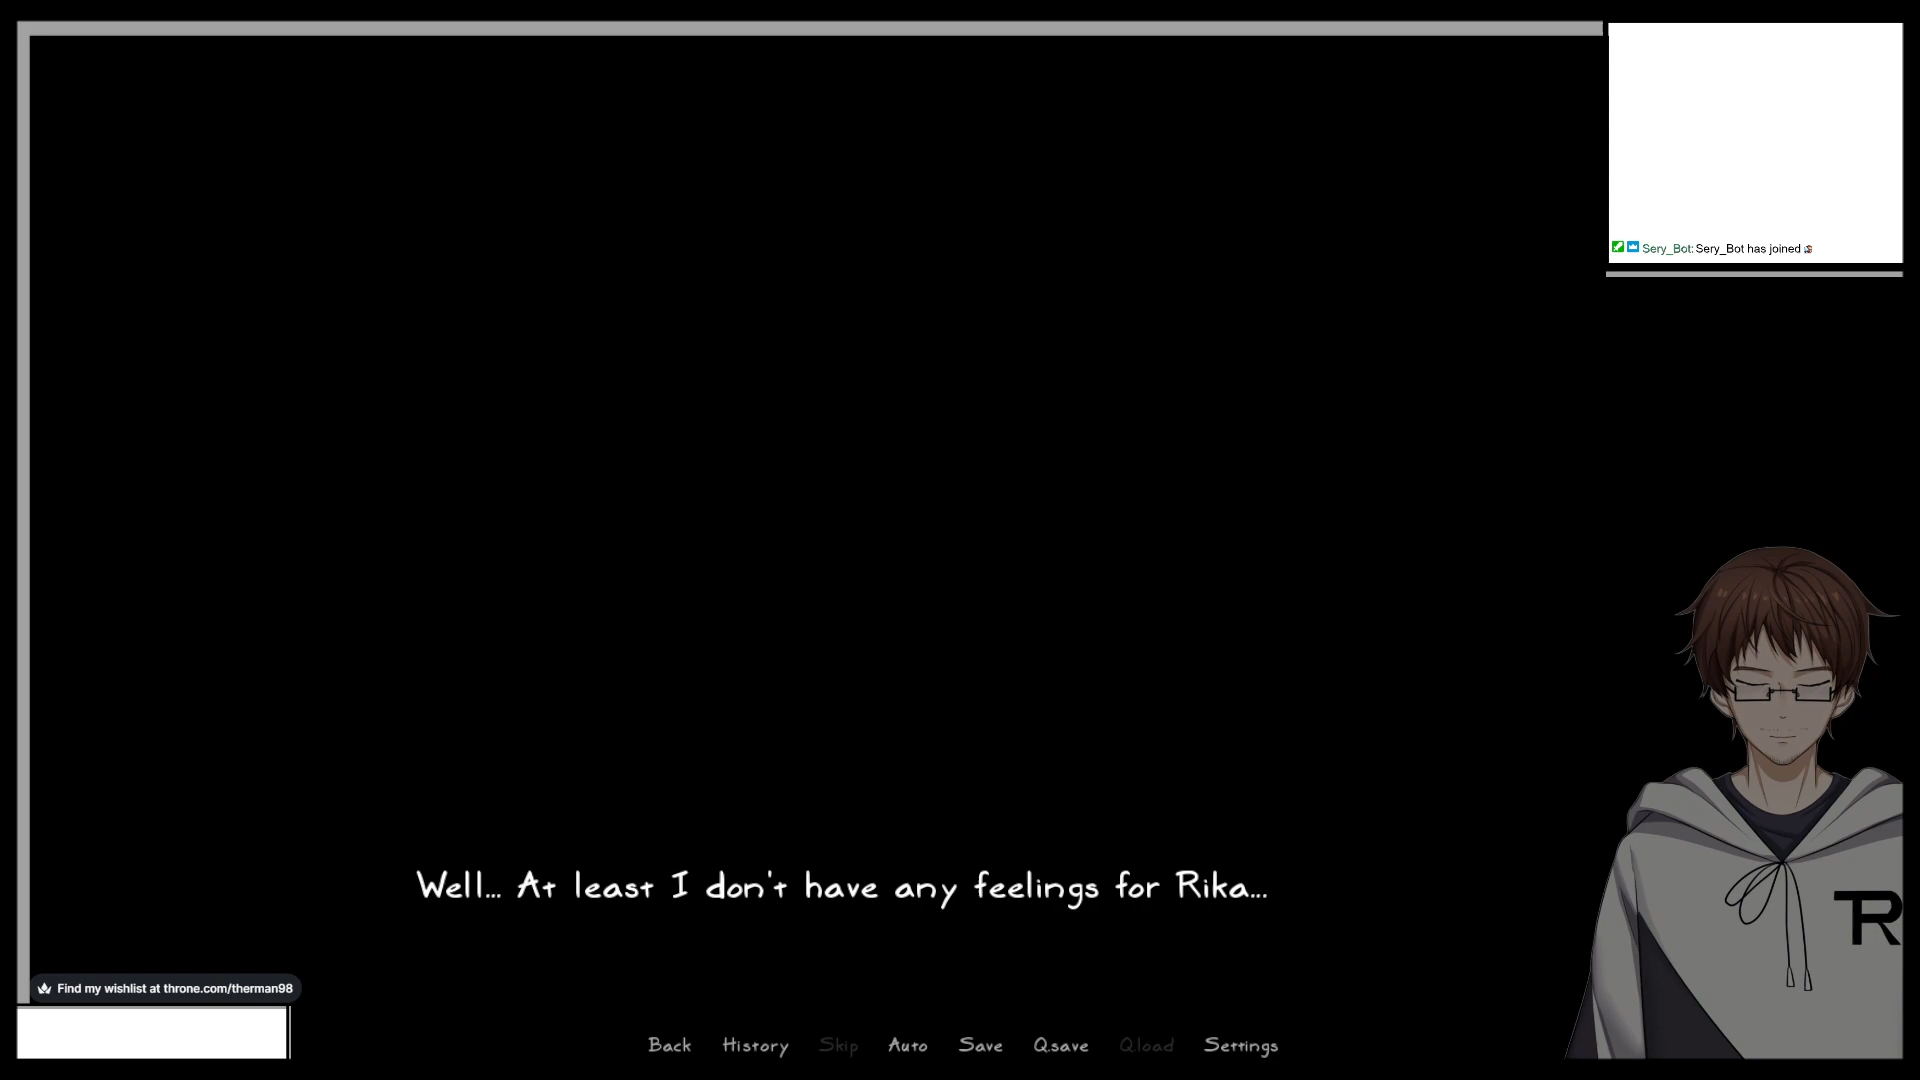 Sery_Bot: Sery_Bot has joined
Well... At least I don't have any feelings for Rika...
TR
Find my wishlist at throne.com/therman98
Back History Skip Auto Save Q.save Q.load Settings